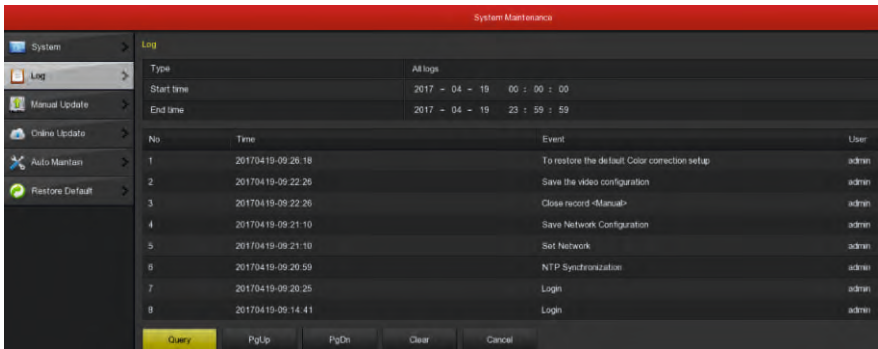 System Maintenance
System
Log
Manual Update
Online Update
Auto Maintain
Restore Default
Log
Type All logs
Start time 2017 - 04 - 19 00 : 00 : 00
End time 2017 - 04 - 19 23 : 59 : 59
No Time Event User
1 20170419-09:26:18 To restore the default Color correction setup admin
2 20170419-09:22:26 Save the video configuration admin
3 20170419-09:22:26 Close record <Manual> admin
4 20170419-09:21:10 Save Network Configuration admin
5 20170419-09:21:10 Set Network admin
6 20170419-09:20:59 NTP Synchronization admin
7 20170419-09:20:25 Login admin
8 20170419-09:14:41 Login admin
Query PgUp PgDn Clear Cancel